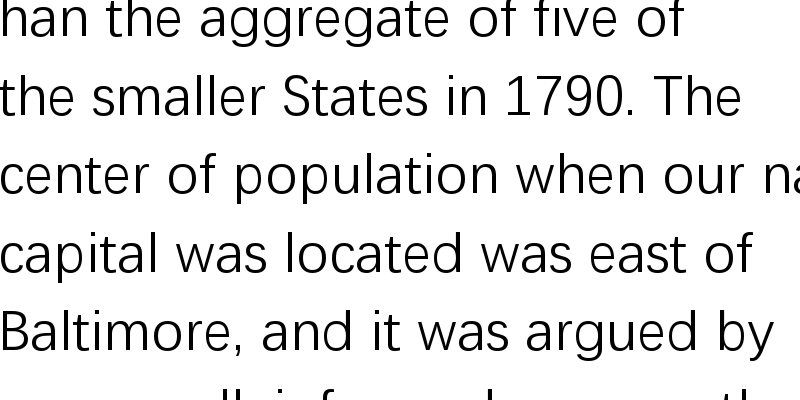 han the aggregate of five of
the smaller States in 1790. The
center of population when our
capital was located was east of
Baltimore, and it was argued by